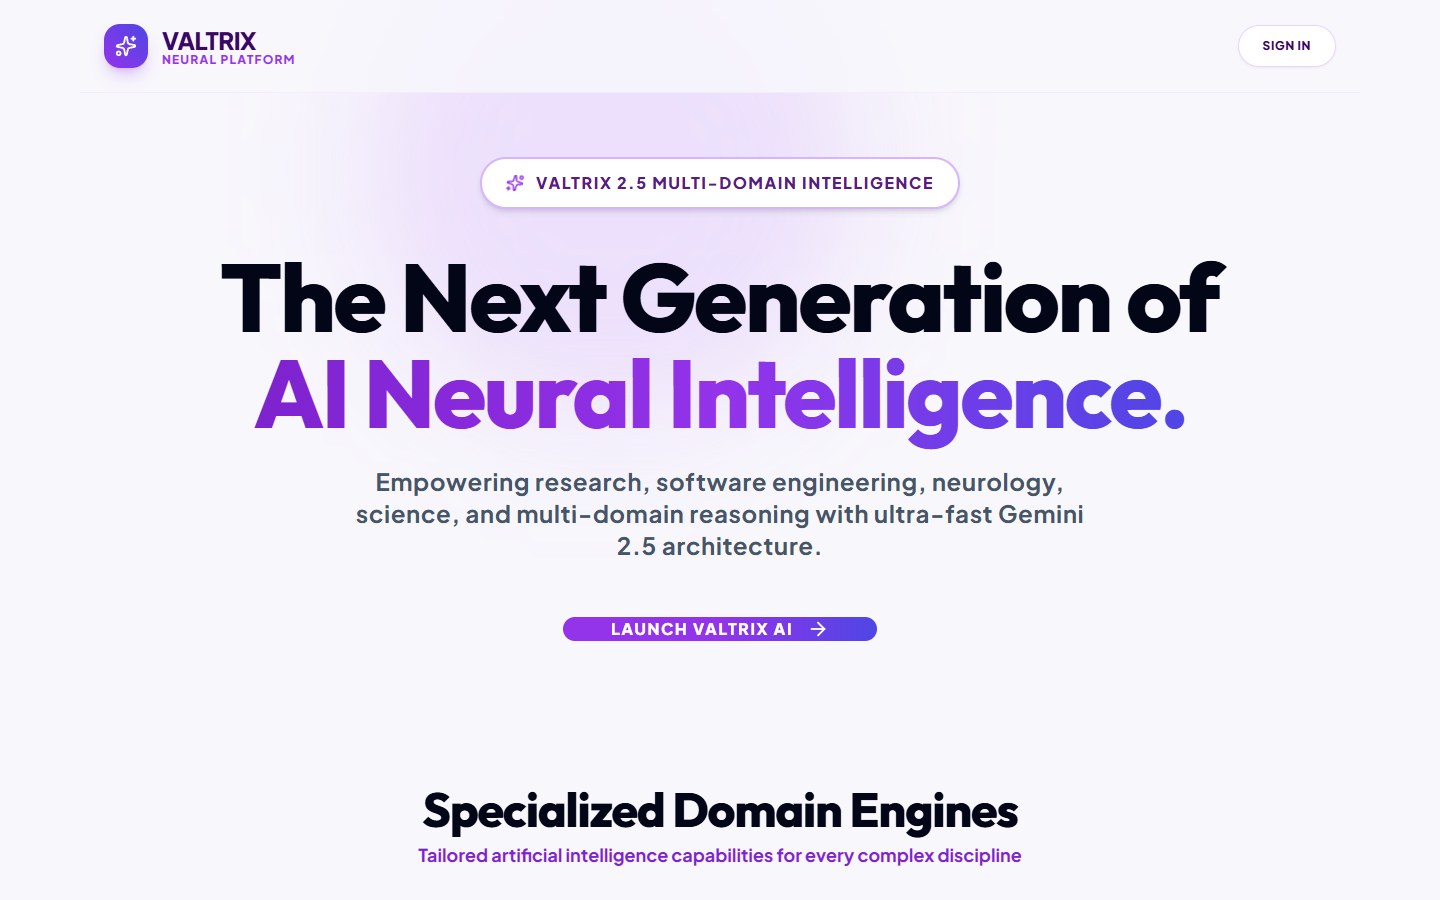 VALTRIX
NEURAL PLATFORM
SIGN IN
VALTRIX 2.5 MULTI-DOMAIN INTELLIGENCE
The Next Generation of
AI Neural Intelligence.
Empowering research, software engineering, neurology,
science, and multi-domain reasoning with ultra-fast Gemini
2.5 architecture.
LAUNCH VALTRIX AI
Specialized Domain Engines
Tailored artificial intelligence capabilities for every complex discipline